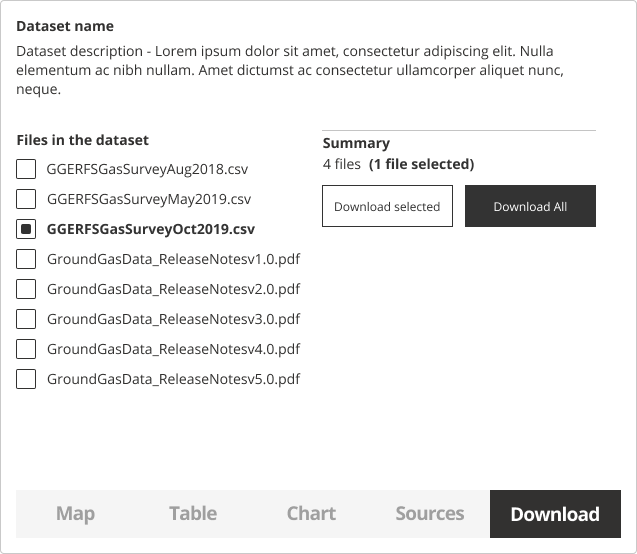 Dataset name
Dataset description - Lorem ipsum dolor sit amet, consectetur adipiscing elit. Nulla
elementum ac nibh nullam. Amet dictumst ac consectetur ullamcorper aliquet nunc,
neque.
Files in the dataset
GGERFSGasSurveyAug2018.csv
GGERFSGasSurveyMay2019.csv
GGERFSGasSurveyOct2019.csv
GroundGasData_ReleaseNotesv1.0.pdf
GroundGasData_ReleaseNotesv2.0.pdf
GroundGasData_ReleaseNotesv3.0.pdf
GroundGasData_ReleaseNotesv4.0.pdf
GroundGasData_ReleaseNotesv5.0.pdf
Summary
4 files (1 file selected)
Download selected
Download All
Map
Table
Chart
Sources
Download